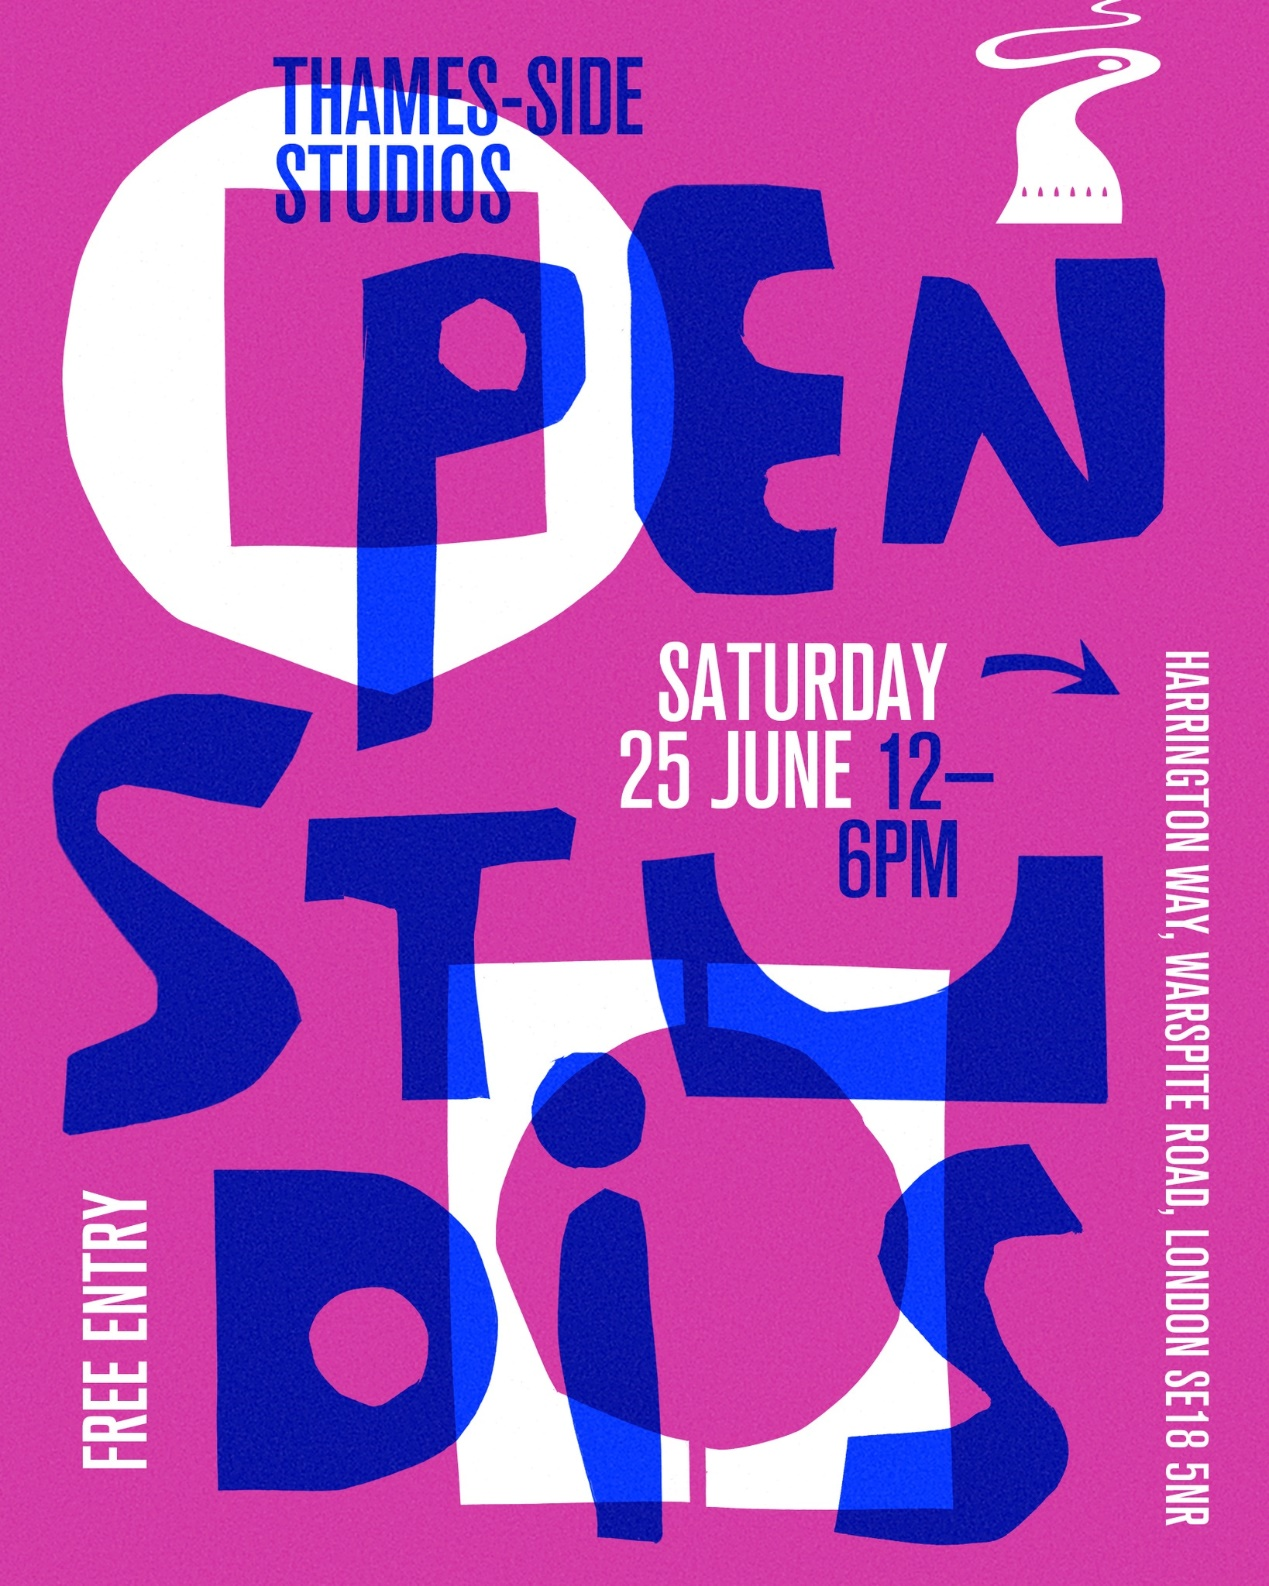 THAMES-SIDE
STUDIOS
OPEN
STUDiOS
SATURDAY
25 JUNE 12–
6PM
HARRINGTON WAY, WARSPITE ROAD, LONDON SE18 5NR
FREE ENTRY